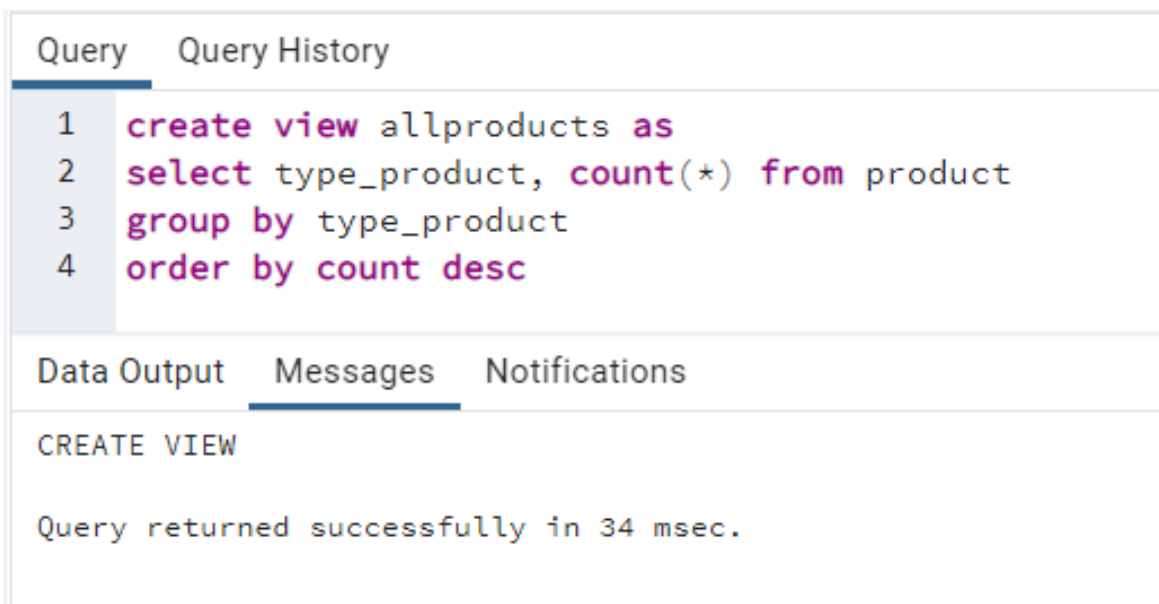 Query Query History
1 create view allproducts as
2 select type_product, count(*) from product
3 group by type_product
4 order by count desc
Data Output Messages Notifications
CREATE VIEW
Query returned successfully in 34 msec.